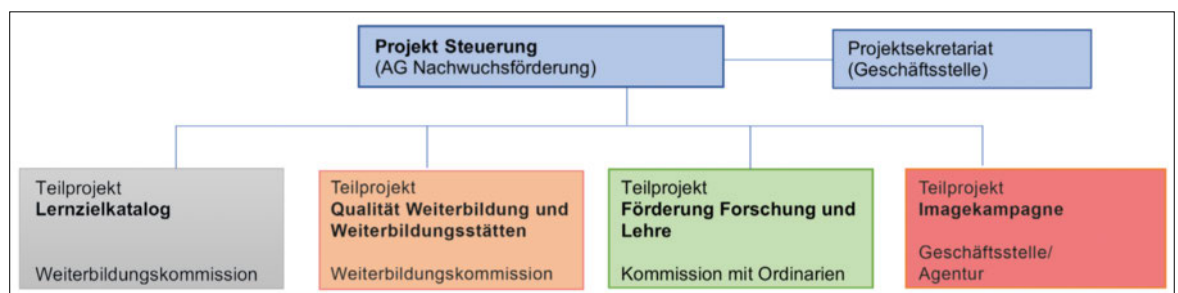 Projekt Steuerung
(AG Nachwuchsförderung)
Projektsekretariat
(Geschäftsstelle)
Teilprojekt
Lernzielkatalog
Weiterbildungskommission
Teilprojekt
Qualität Weiterbildung und
Weiterbildungsstätten
Weiterbildungskommission
Teilprojekt
Förderung Forschung und
Lehre
Kommission mit Ordinarien
Teilprojekt
Imagekampagne
Geschäftsstelle/
Agentur